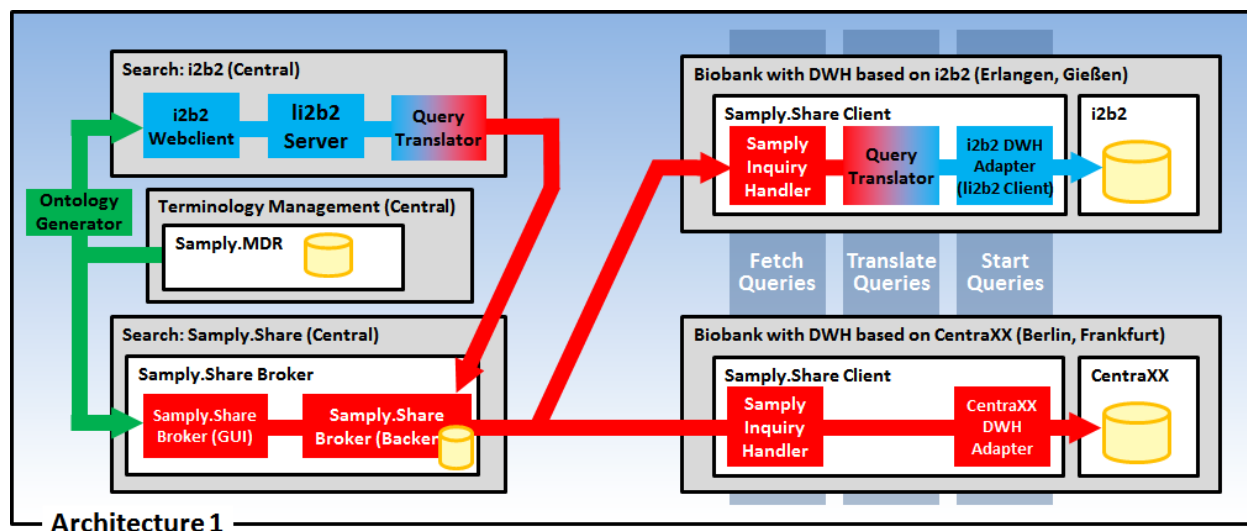 Search: i2b2 (Central)
i2b2
Webclient
li2b2
Server
Query
Translator
Ontology
Generator
Terminology Management (Central)
Samply.MDR
Search: Samply.Share (Central)
Samply.Share Broker
Samply.Share
Broker (GUI)
Samply.Share
Broker (Backen
Biobank with DWH based on i2b2 (Erlangen, Gießen)
Samply.Share Client
Samply
Inquiry
Handler
Query
Translator
i2b2 DWH
Adapter
(li2b2 Client)
i2b2
Fetch
Queries
Translate
Queries
Start
Queries
Biobank with DWH based on CentraXX (Berlin, Frankfurt)
Samply.Share Client
Samply
Inquiry
Handler
CentraXX
DWH
Adapter
CentraXX
Architecture 1